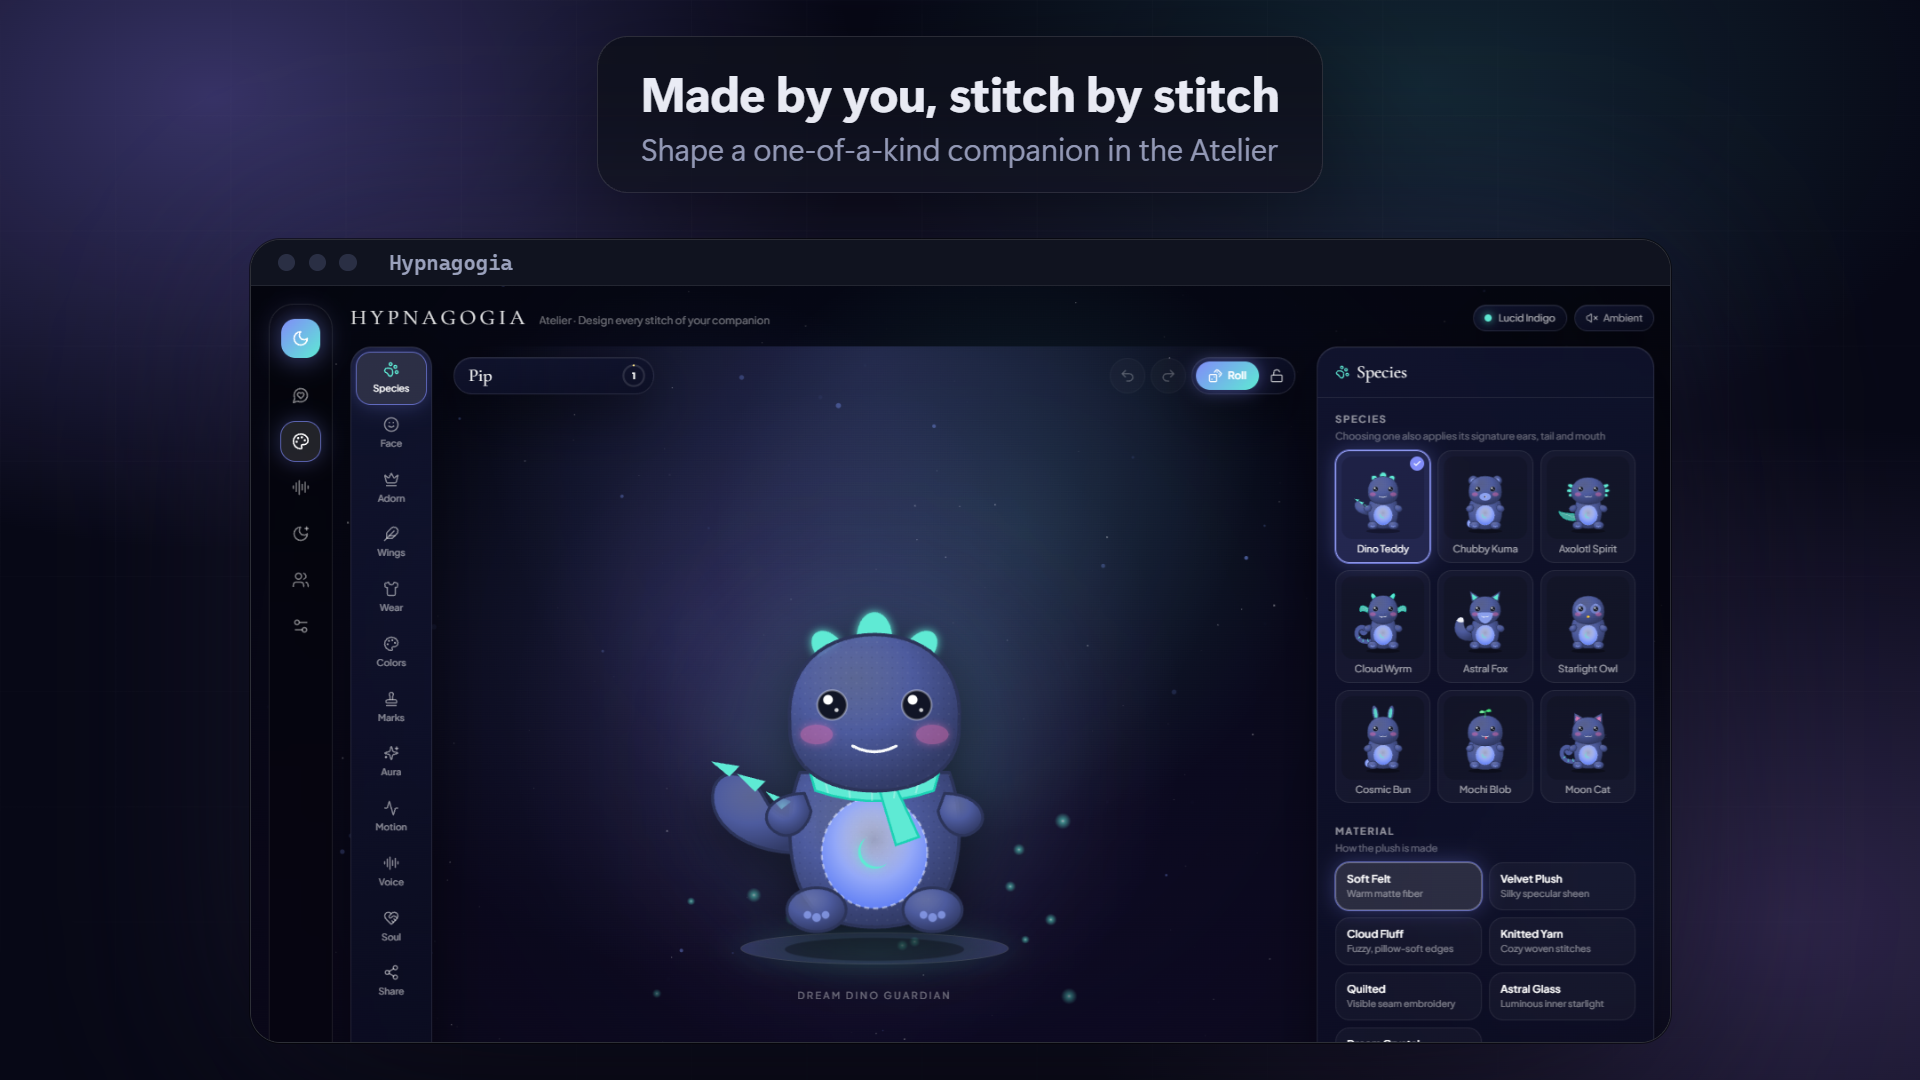 Made by you, stitch by stitch
Shape a one-of-a-kind companion in the Atelier
Hypnagogia
HYPNAGOGIA
Atelier · Design every stitch of your companion
Lucid Indigo
Ambient
Species
Face
Adorn
Wings
Wear
Colors
Marks
Aura
Motion
Voice
Soul
Share
Pip
1
Roll
DREAM DINO GUARDIAN
Species
SPECIES
Choosing one also applies its signature ears, tail and mouth
Dino Teddy
Chubby Kuma
Axolotl Spirit
Cloud Wyrm
Astral Fox
Starlight Owl
Cosmic Bun
Mochi Blob
Moon Cat
MATERIAL
How the plush is made
Soft Felt
Warm matte fiber
Velvet Plush
Silky specular sheen
Cloud Fluff
Fuzzy, pillow-soft edges
Knitted Yarn
Cozy woven stitches
Quilted
Visible seam embroidery
Astral Glass
Luminous inner starlight